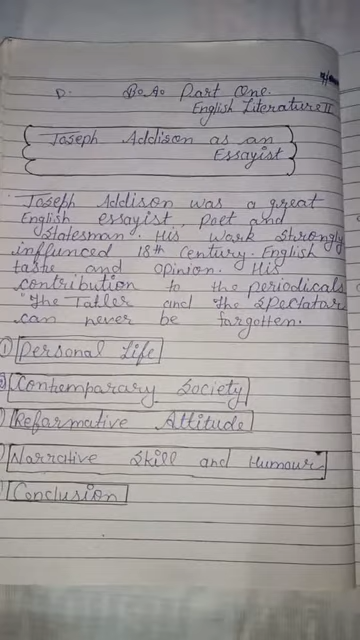 P. B.A. Part One.
English Literature II
Joseph Addison as an
Essayist
Joseph Addison was a great
English essayist, Poet and
Statesman. His work strongly
inffunced 18th Century. English
taste and opinion. His
contribution to the periodicals
"The Tatler and The Spectator
can never be forgotten.
Personal Life
Contemparary Society
Reformative Attitude
Narrative Skill and Humour
Conclusion